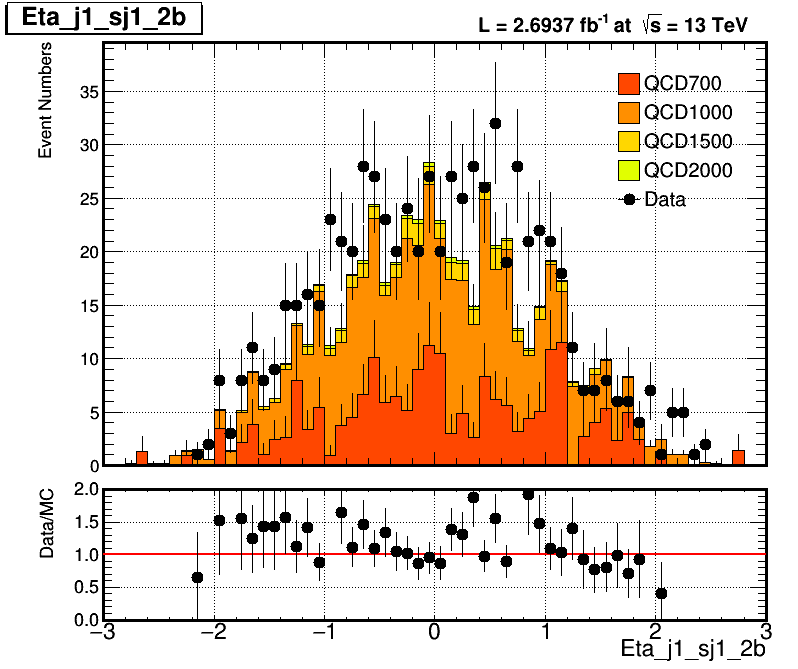 Eta_j1_sj1_2b
L = 2.6937 fb⁻¹ at √s = 13 TeV
Event Numbers
35
30
25
20
15
10
5
0
QCD700
QCD1000
QCD1500
QCD2000
Data
Data/MC
2.0
1.5
1.0
0.5
0.0
−3 −2 −1 0 1 2 3
Eta_j1_sj1_2b